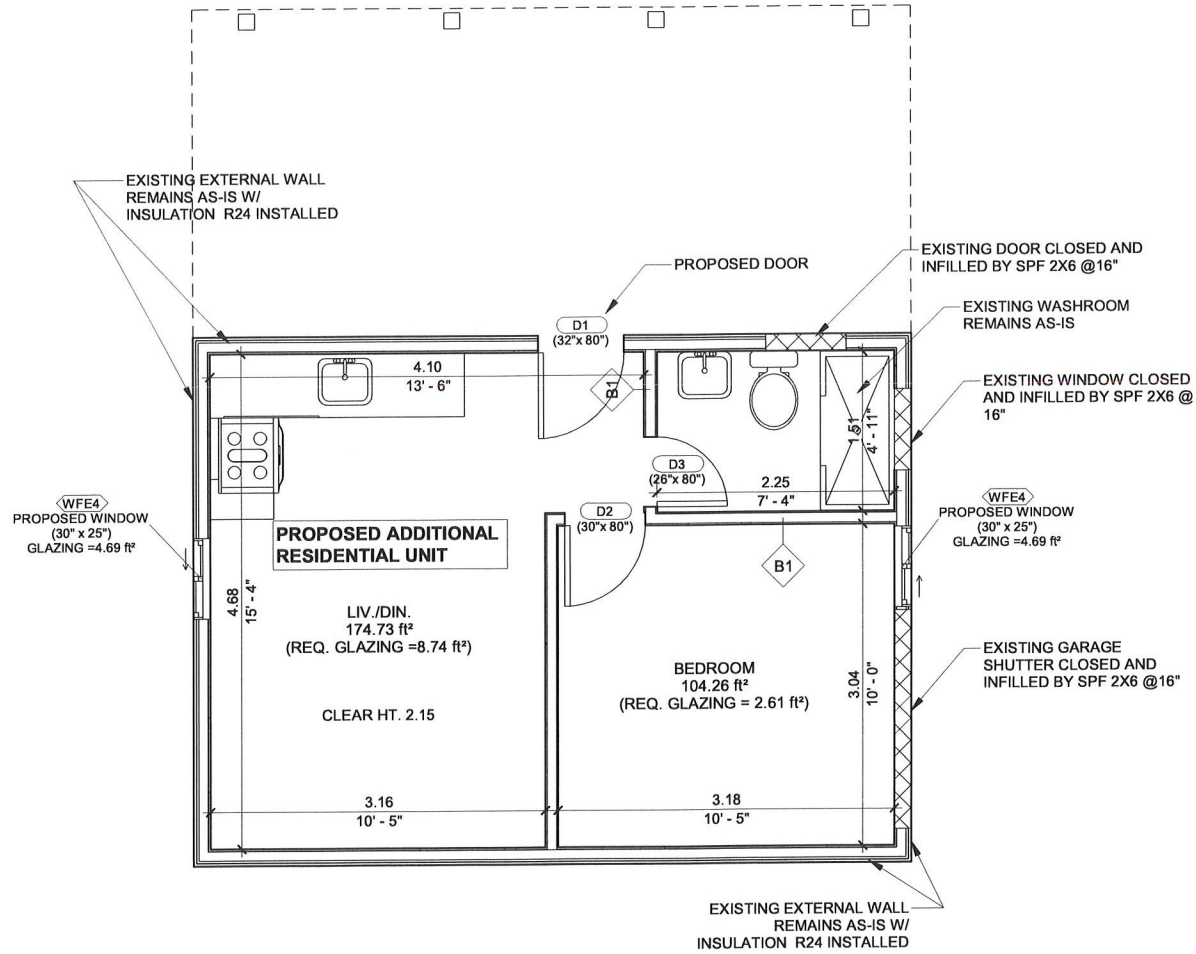 EXISTING EXTERNAL WALL
REMAINS AS-IS W/
INSULATION R24 INSTALLED
PROPOSED DOOR
EXISTING DOOR CLOSED AND
INFILLED BY SPF 2X6 @16"
EXISTING WASHROOM
REMAINS AS-IS
D1
(32"x 80")
4.10
13' - 6"
B1
EXISTING WINDOW CLOSED
AND INFILLED BY SPF 2X6 @
16"
1.51
4' - 11"
D3
(26"x 80")
2.25
7' - 4"
WFE4
PROPOSED WINDOW
(30" x 25")
GLAZING =4.69 ft²
D2
(30"x 80")
WFE4
PROPOSED WINDOW
(30" x 25")
GLAZING =4.69 ft²
PROPOSED ADDITIONAL
RESIDENTIAL UNIT
B1
4.68
15' - 4"
LIV./DIN.
174.73 ft²
(REQ. GLAZING =8.74 ft²)
EXISTING GARAGE
SHUTTER CLOSED AND
INFILLED BY SPF 2X6 @16"
BEDROOM
104.26 ft²
(REQ. GLAZING = 2.61 ft²)
3.04
10' - 0"
CLEAR HT. 2.15
3.16
10' - 5"
3.18
10' - 5"
EXISTING EXTERNAL WALL
REMAINS AS-IS W/
INSULATION R24 INSTALLED